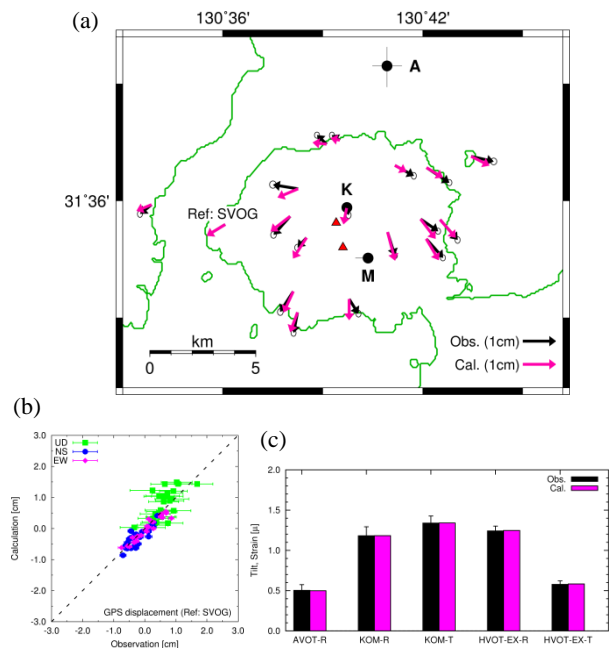 (a)
130°36'
130°42'
A
31°36'
K
Ref: SVOG
M
km
0
5
Obs. (1cm)
Cal. (1cm)
(b)
UD
NS
EW
3.0
2.0
1.0
0.0
-1.0
-2.0
-3.0
Calculation [cm]
GPS displacement (Ref: SVOG)
-3.0 -2.0 -1.0 0.0 1.0 2.0 3.0
Observation [cm]
(c)
Obs.
Cal.
2.0
1.5
1.0
0.5
0.0
Tilt, Strain [μ]
AVOT-R KOM-R KOM-T HVOT-EX-R HVOT-EX-T